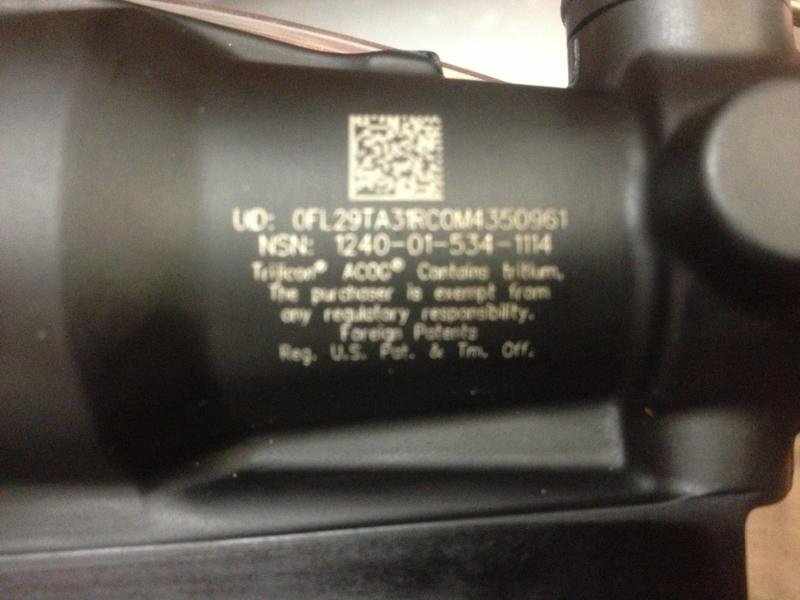 UID: 0FL29TA31RCOM4350961
NSN: 1240-01-534-1114
Trijicon® ACOG® Contains tritium.
The purchaser is exempt from
any regulatory responsibility.
Foreign Patents
Reg. U.S. Pat. & Tm. Off.